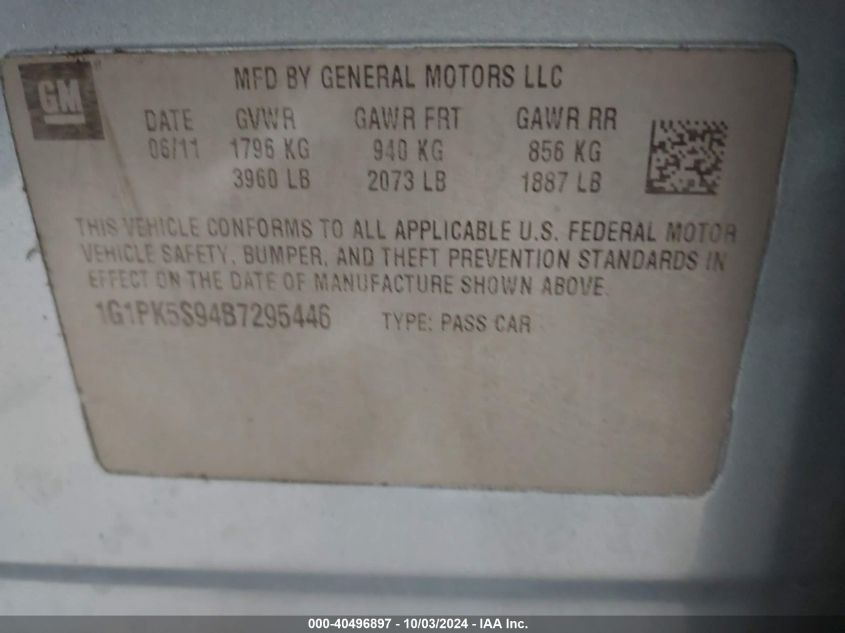 GM
MFD BY GENERAL MOTORS LLC
DATE GVWR GAWR FRT GAWR RR
06/11 1796 KG 940 KG 856 KG
3960 LB 2073 LB 1887 LB
THIS VEHICLE CONFORMS TO ALL APPLICABLE U.S. FEDERAL MOTOR
VEHICLE SAFETY, BUMPER, AND THEFT PREVENTION STANDARDS IN
EFFECT ON THE DATE OF MANUFACTURE SHOWN ABOVE.
1G1PK5S94B7295446 TYPE: PASS CAR
000-40496897 - 10/03/2024 - IAA Inc.